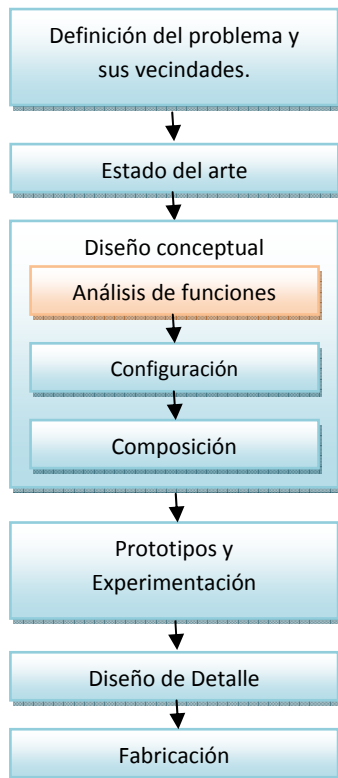 Definición del problema y
sus vecindades.
Estado del arte
Diseño conceptual
Análisis de funciones
Configuración
Composición
Prototipos y
Experimentación
Diseño de Detalle
Fabricación